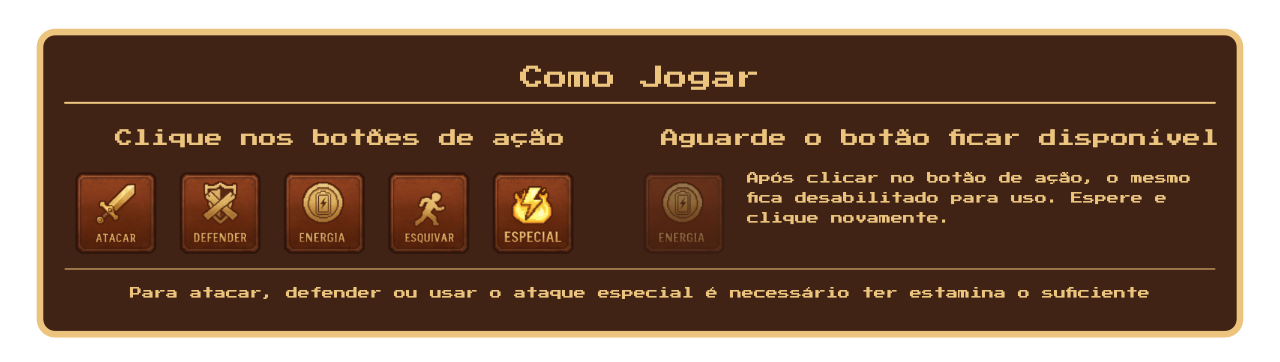 Como Jogar
Clique nos botões de ação
ATACAR
DEFENDER
ENERGIA
ESQUIVAR
ESPECIAL
Aguarde o botão ficar disponível
ENERGIA
Após clicar no botão de ação, o mesmo
fica desabilitado para uso. Espere e
clique novamente.
Para atacar, defender ou usar o ataque especial é necessário ter estamina o suficiente